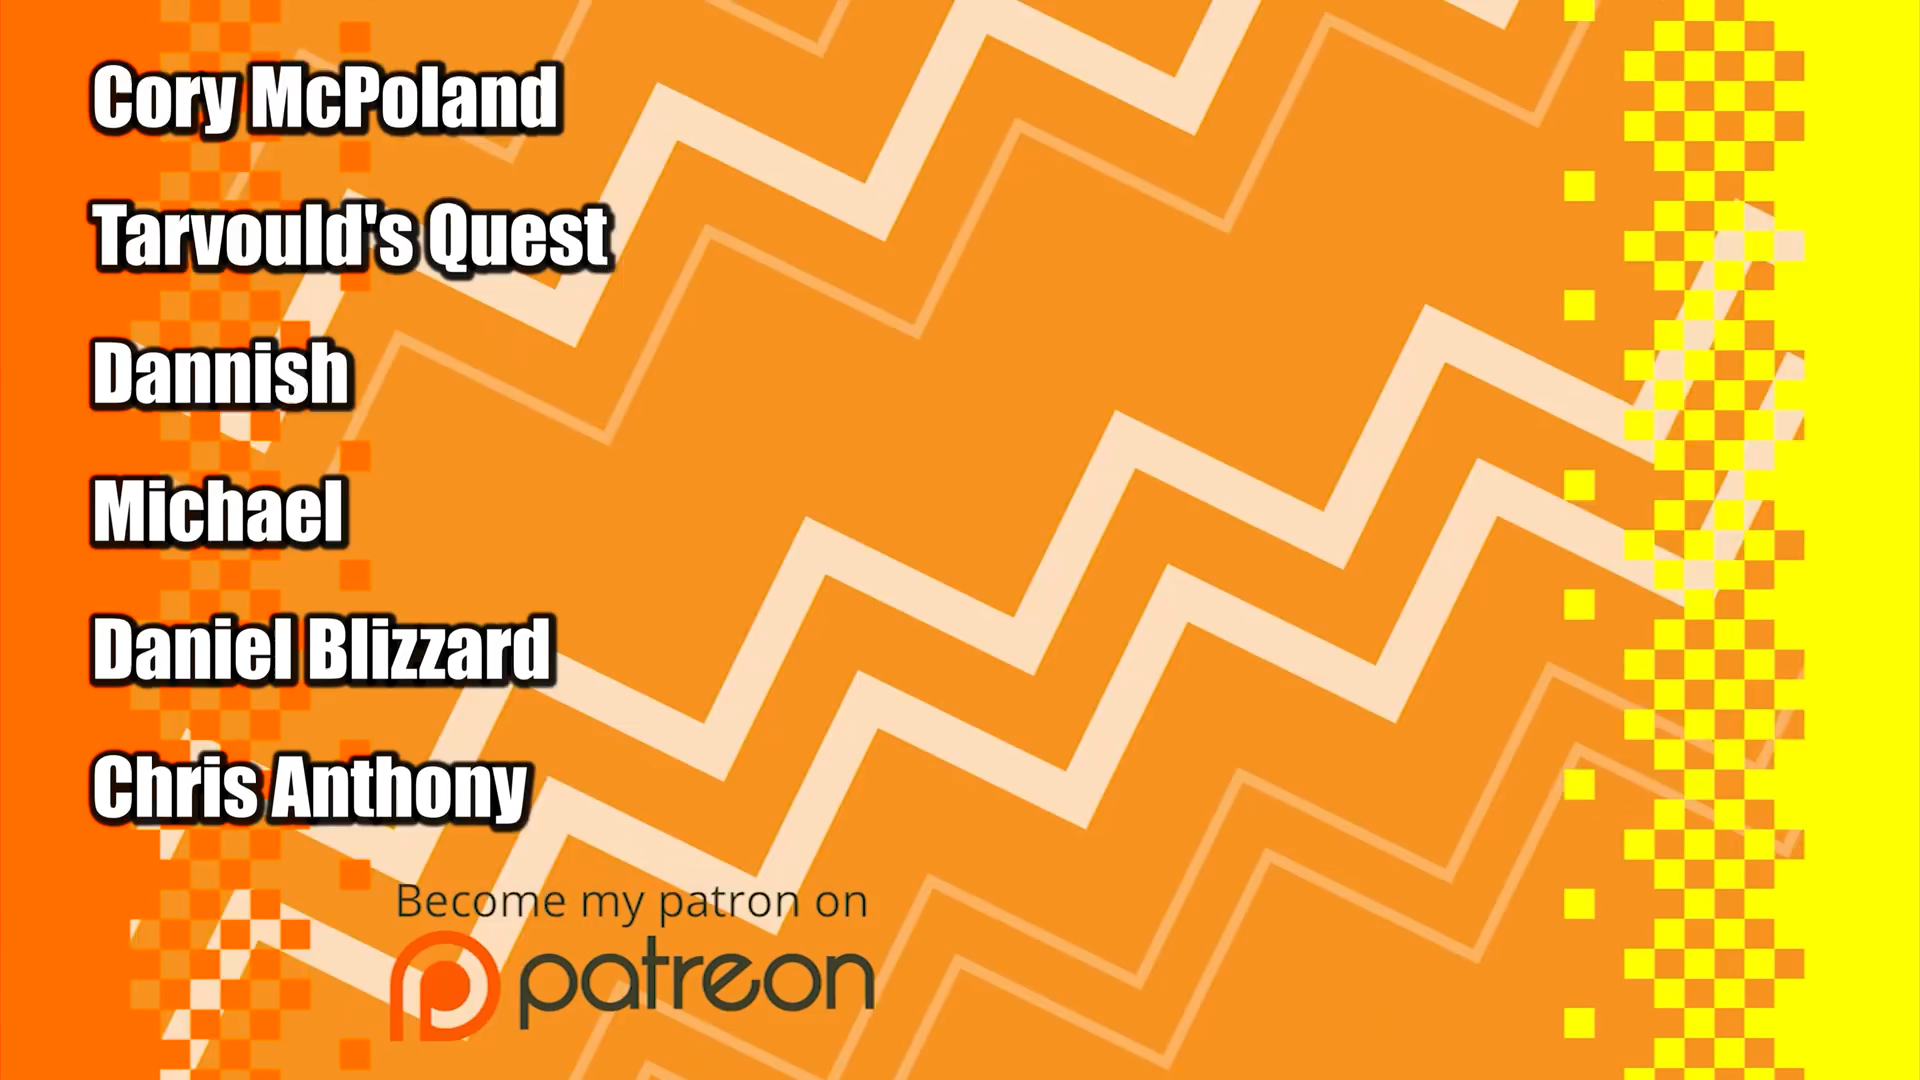 Cory McPoland
Tarvould's Quest
Dannish
Michael
Daniel Blizzard
Chris Anthony
Become my patron on
patreon